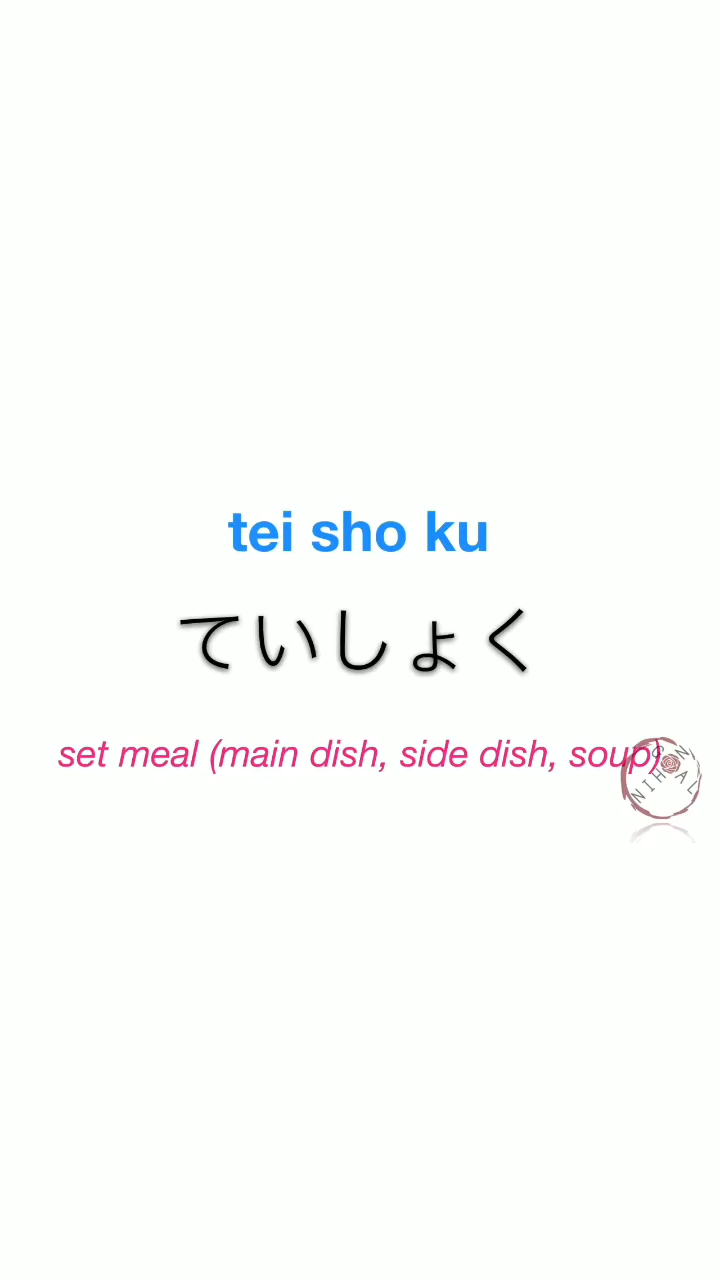 tei sho ku
ていしょく
set meal (main dish, side dish, soup)